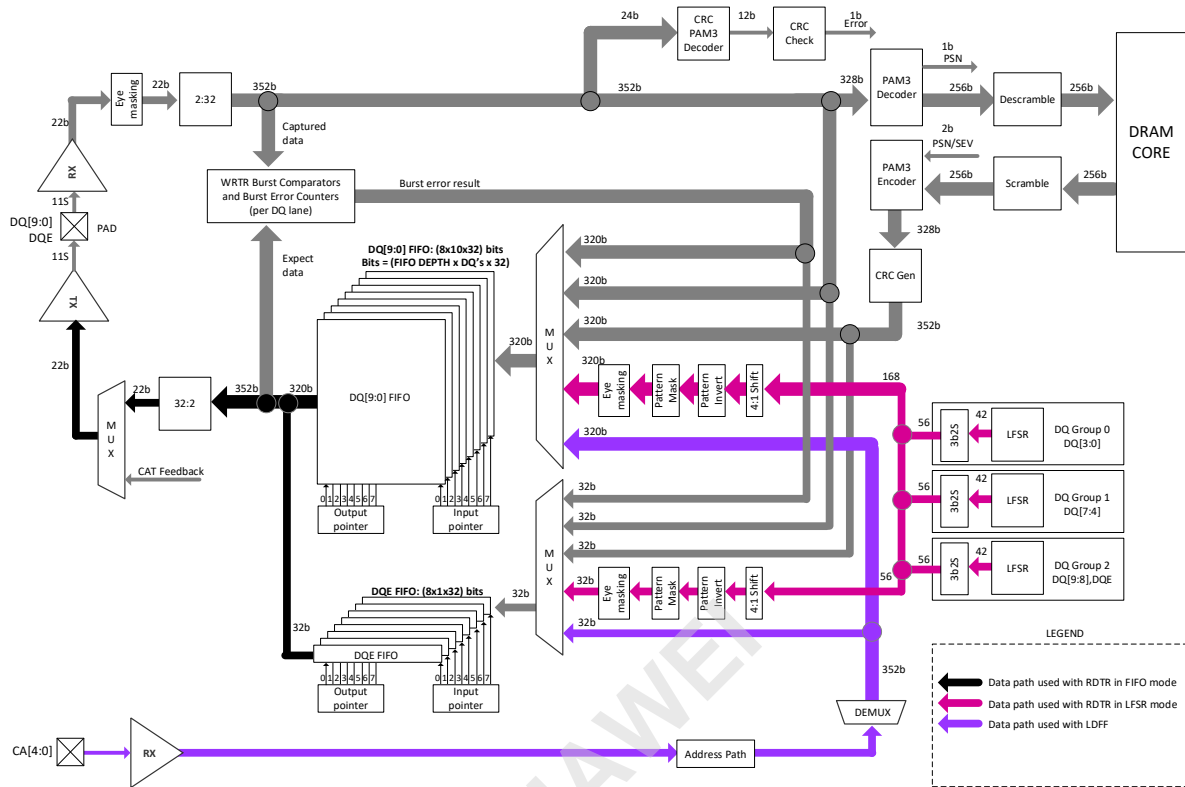 24b
CRC
PAM3
Decoder
12b
CRC
Check
1b
Error
22b
Eye
masking
22b
2:32
352b
352b
328b
PAM3
Decoder
1b
PSN
256b
Descramble
256b
DRAM
CORE
Captured
data
RX
11S
DQ[9:0]
DQE
PAD
11S
TX
22b
WRTR Burst Comparators
and Burst Error Counters
(per DQ lane)
Burst error result
2b
PSN/SEV
PAM3
Encoder
256b
Scramble
256b
328b
CRC Gen
352b
Expect
data
DQ[9:0] FIFO: (8x10x32) bits
Bits = (FIFO DEPTH x DQ's x 32)
320b
320b
320b
320b
320b
320b
M
U
X
Eye
masking
Pattern
Mask
Pattern
Invert
4:1 Shift
168
22b
32:2
352b
320b
DQ[9:0] FIFO
M
U
X
CAT Feedback
0 1 2 3 4 5 6 7
Output
pointer
0 1 2 3 4 5 6 7
Input
pointer
56
3b2S
42
LFSR
DQ Group 0
DQ[3:0]
56
3b2S
42
LFSR
DQ Group 1
DQ[7:4]
56
3b2S
42
LFSR
DQ Group 2
DQ[9:8],DQE
32b
32b
32b
32b
32b
M
U
X
Eye
masking
Pattern
Mask
Pattern
Invert
4:1 Shift
56
DQE FIFO: (8x1x32) bits
32b
32b
DQE FIFO
0 1 2 3 4 5 6 7
Output
pointer
0 1 2 3 4 5 6 7
Input
pointer
352b
DEMUX
CA[4:0]
RX
Address Path
LEGEND
Data path used with RDTR in FIFO mode
Data path used with RDTR in LFSR mode
Data path used with LDFF